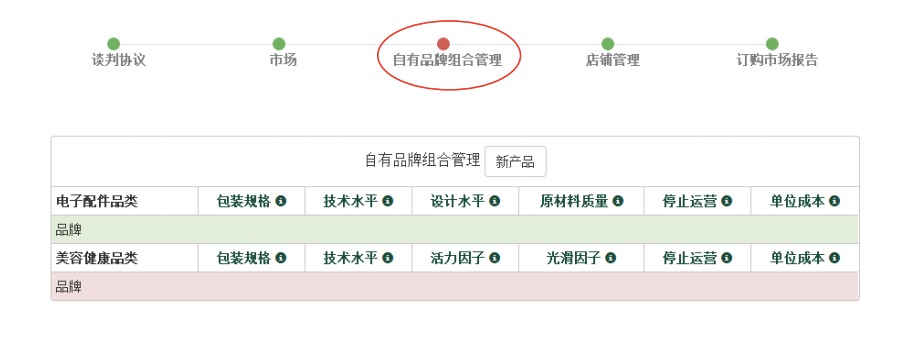 谈判协议 市场 自有品牌组合管理 店铺管理 订购市场报告
自有品牌组合管理 新产品
电子配件品类 包装规格 技术水平 设计水平 原材料质量 停止运营 单位成本
品牌
美容健康品类 包装规格 技术水平 活力因子 光滑因子 停止运营 单位成本
品牌